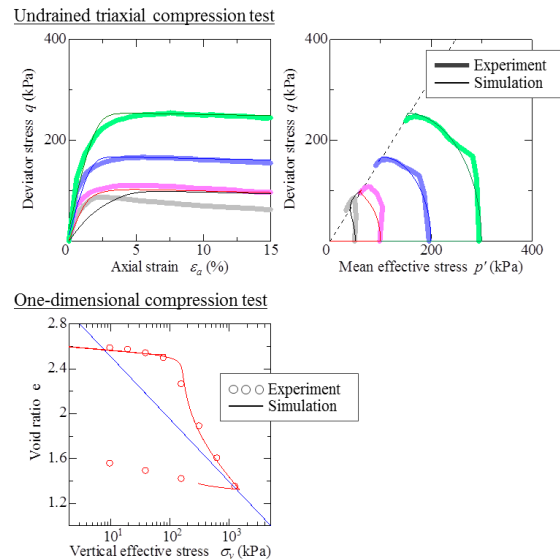 Undrained triaxial compression test
400
200
0
5
10
15
Deviator stress q (kPa)
Axial strain εa (%)
400
200
0
200
400
Deviator stress q (kPa)
Mean effective stress p' (kPa)
Experiment
Simulation
One-dimensional compression test
2.8
2.4
2
1.6
1.2
10¹
10²
10³
Void ratio e
Vertical effective stress σv (kPa)
Experiment
Simulation